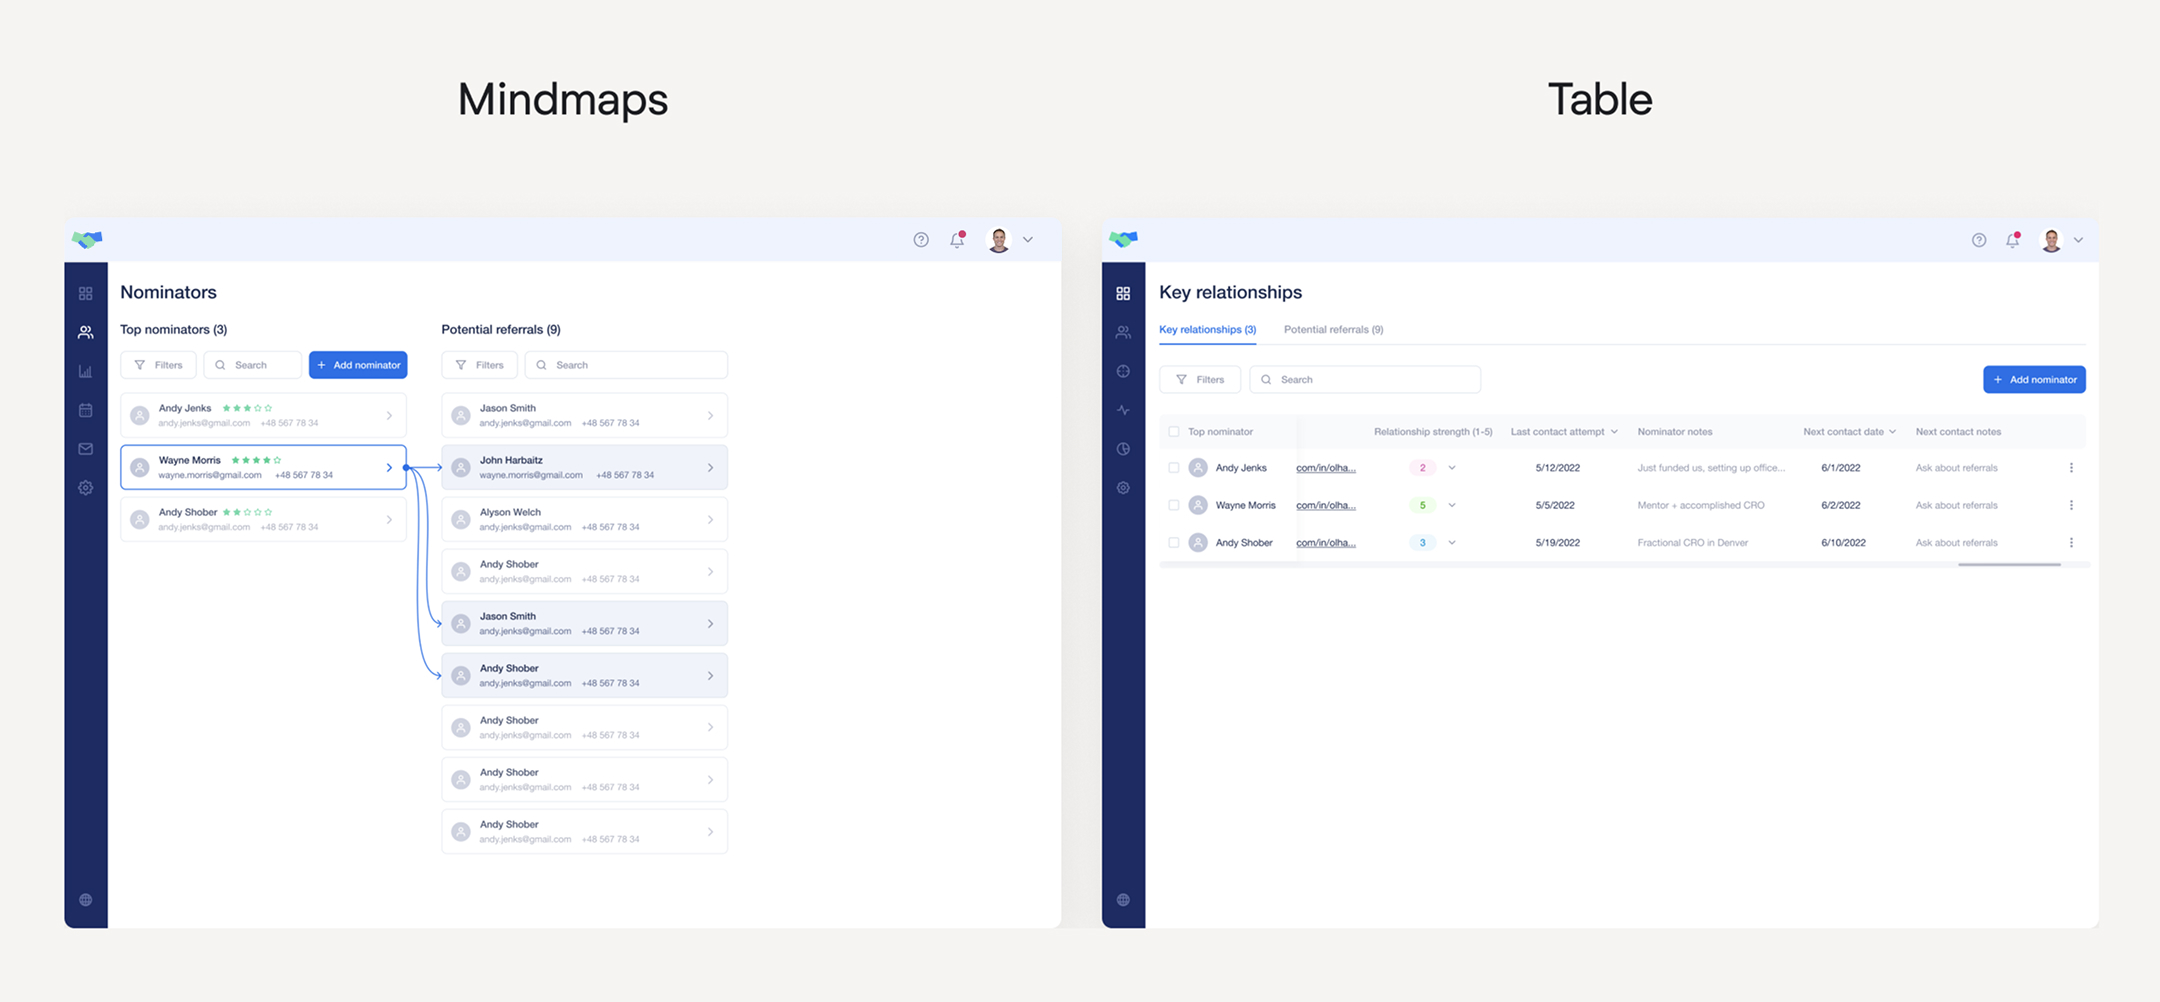 Mindmaps
Table
Nominators
Top nominators (3)
Potential referrals (9)
Filters
Search
+ Add nominator
Filters
Search
Andy Jenks
andy.jenks@gmail.com +48 567 78 34
Wayne Morris
wayne.morris@gmail.com +48 567 78 34
Andy Shober
andy.jenks@gmail.com +48 567 78 34
Jason Smith
andy.jenks@gmail.com +48 567 78 34
John Harbaitz
wayne.morris@gmail.com +48 567 78 34
Alyson Welch
andy.jenks@gmail.com +48 567 78 34
Andy Shober
andy.jenks@gmail.com +48 567 78 34
Jason Smith
andy.jenks@gmail.com +48 567 78 34
Andy Shober
andy.jenks@gmail.com +48 567 78 34
Andy Shober
andy.jenks@gmail.com +48 567 78 34
Andy Shober
andy.jenks@gmail.com +48 567 78 34
Andy Shober
andy.jenks@gmail.com +48 567 78 34
Key relationships
Key relationships (3) Potential referrals (9)
Filters
Search
+ Add nominator
Top nominator Relationship strength (1-5) Last contact attempt Nominator notes Next contact date Next contact notes
Andy Jenks com/in/olha... 2 5/12/2022 Just funded us, setting up office... 6/1/2022 Ask about referrals
Wayne Morris com/in/olha... 5 5/5/2022 Mentor + accomplished CRO 6/2/2022 Ask about referrals
Andy Shober com/in/olha... 3 5/19/2022 Fractional CRO in Denver 6/10/2022 Ask about referrals